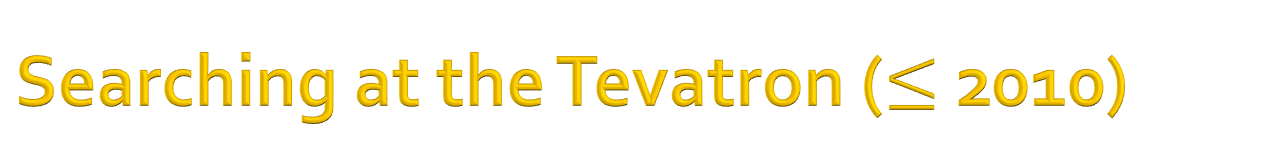 Searching at the Tevatron (≤ 2010)